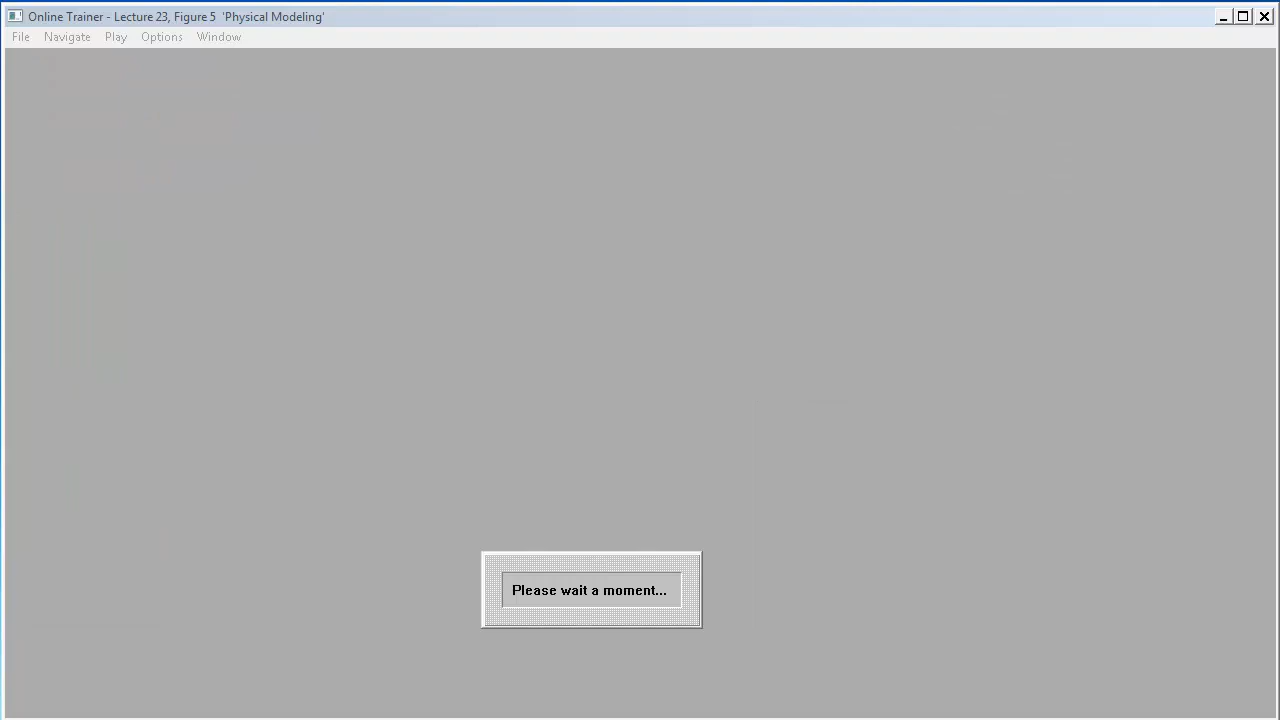 Online Trainer - Lecture 23, Figure 5 'Physical Modeling'
File Navigate Play Options Window
Please wait a moment...